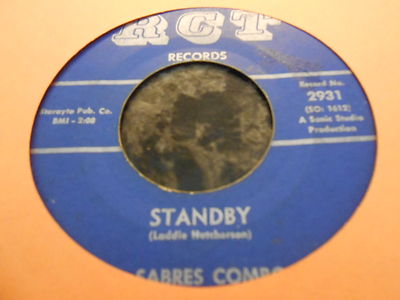 RCT
RECORDS
Storayto Pub. Co.
BMI - 2:08
Record No.
2931
(SO. 1612)
A Sonic Studio
Production
STANDBY
(Laddie Hutcherson)
SABRES COMBO